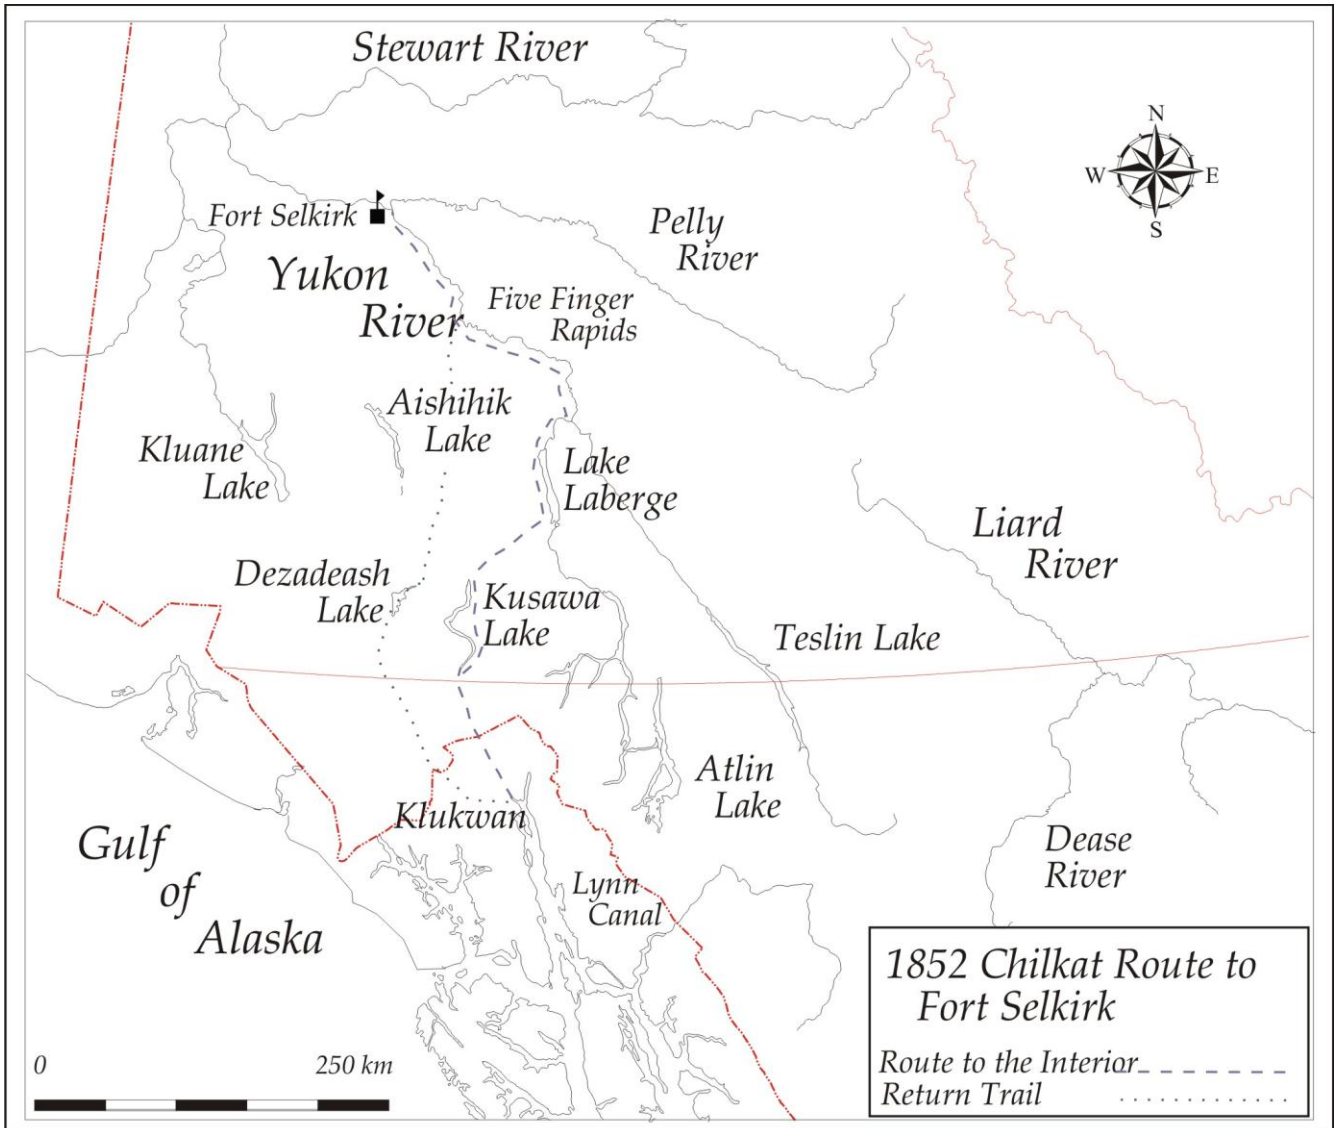 Stewart River
N
W
E
S
Fort Selkirk
Pelly
River
Yukon
River
Five Finger
Rapids
Aishihik
Lake
Kluane
Lake
Lake
Laberge
Liard
River
Dezadeash
Lake
Kusawa
Lake
Teslin Lake
Atlin
Lake
Klukwan
Gulf
of
Alaska
Dease
River
Lynn
Canal
1852 Chilkat Route to
Fort Selkirk
Route to the Interior
Return Trail
0 250 km